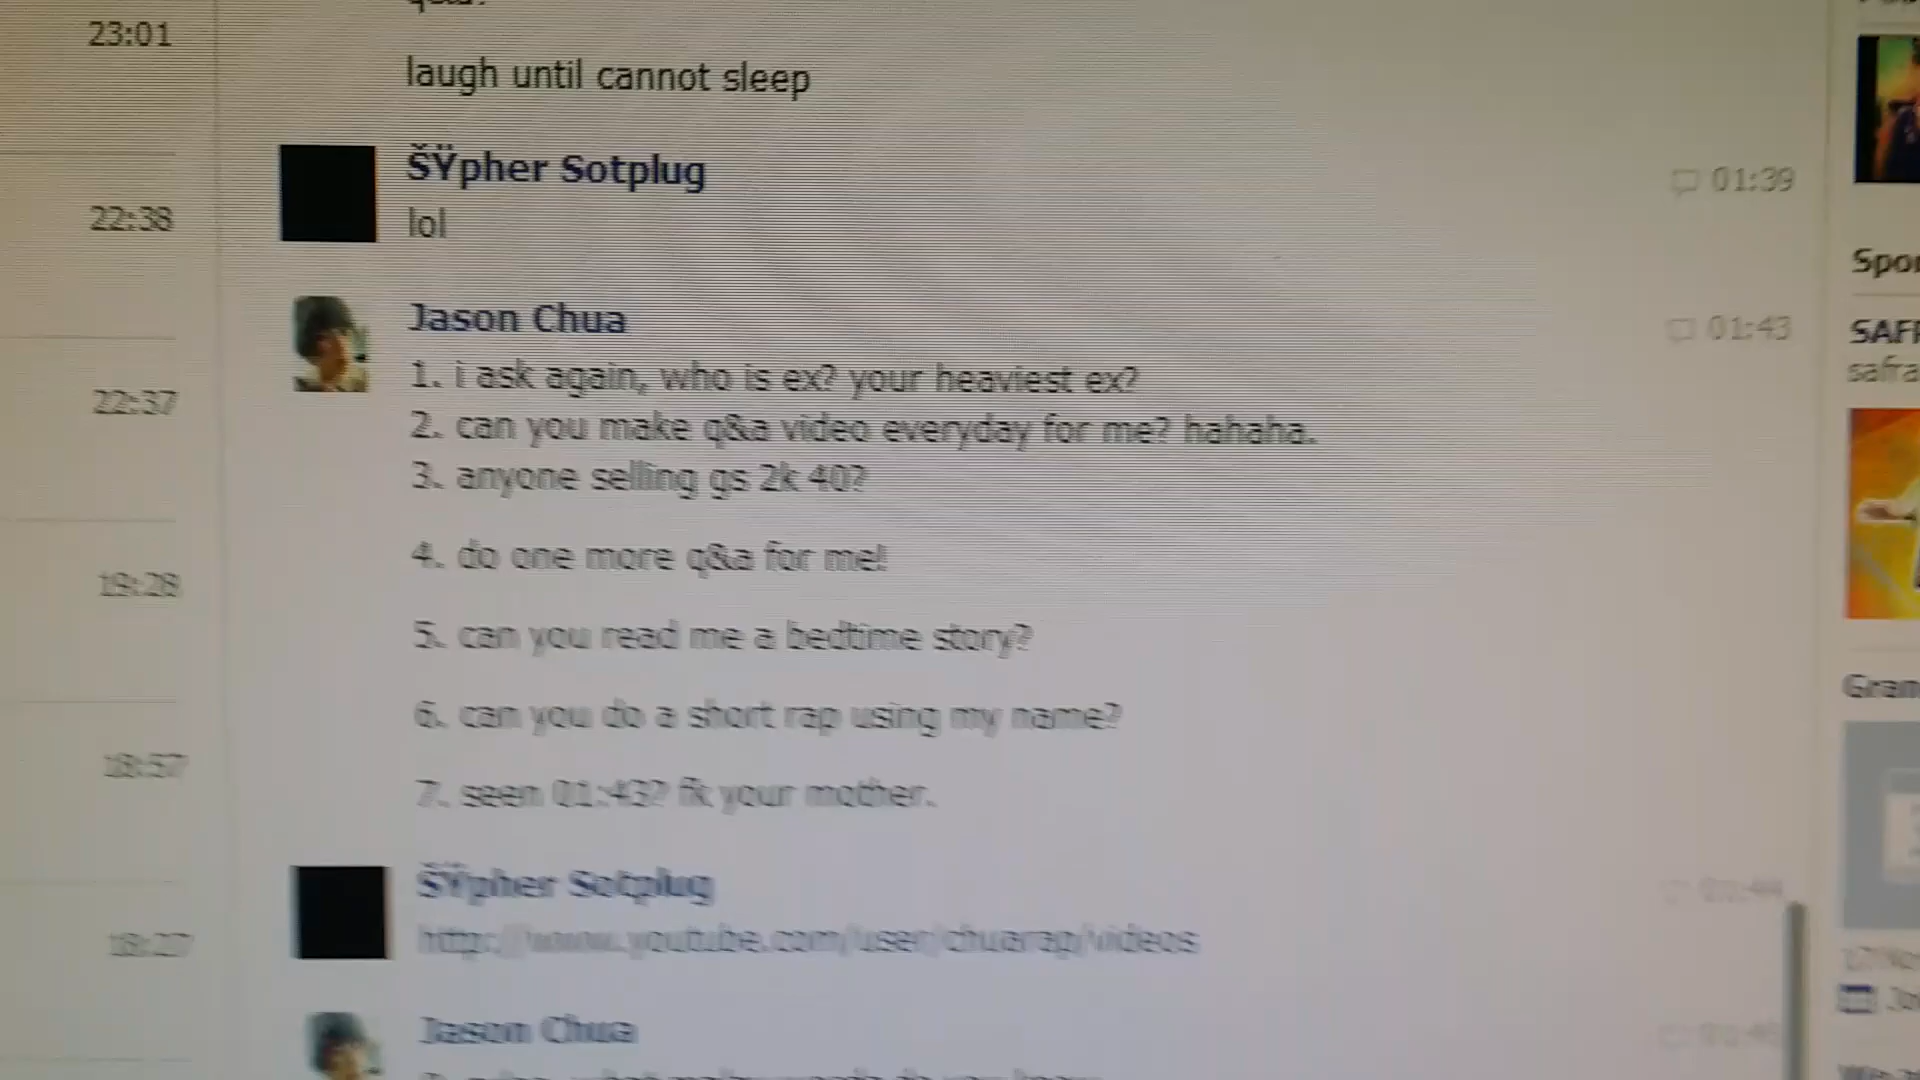 23:01
laugh until cannot sleep
ŠŸpher Sotplug
01:39
lol
22:38
Jason Chua
01:43
1. i ask again, who is ex? your heaviest ex?
2. can you make q&a video everyday for me? hahaha.
3. anyone selling gs 2k 40?
4. do one more q&a for me!
5. can you read me a bedtime story?
6. can you do a short rap using my name?
7. seen 01:43? fk your mother.
22:37
19:28
18:57
18:27
ŠŸpher Sotplug
http://www.youtube.com/user/chuarap/videos
Jason Chua